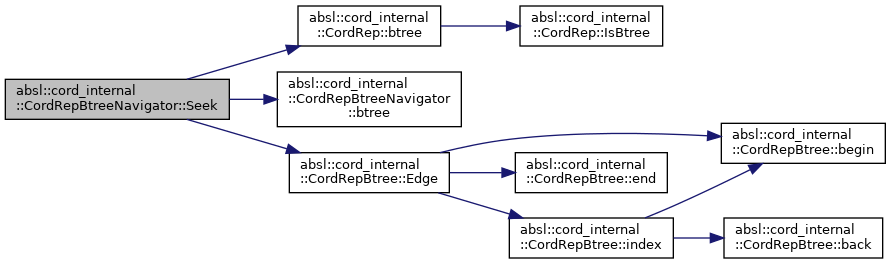 absl::cord_internal
::CordRepBtreeNavigator::Seek
absl::cord_internal
::CordRep::btree
absl::cord_internal
::CordRep::IsBtree
absl::cord_internal
::CordRepBtreeNavigator
::btree
absl::cord_internal
::CordRepBtree::Edge
absl::cord_internal
::CordRepBtree::begin
absl::cord_internal
::CordRepBtree::end
absl::cord_internal
::CordRepBtree::index
absl::cord_internal
::CordRepBtree::back